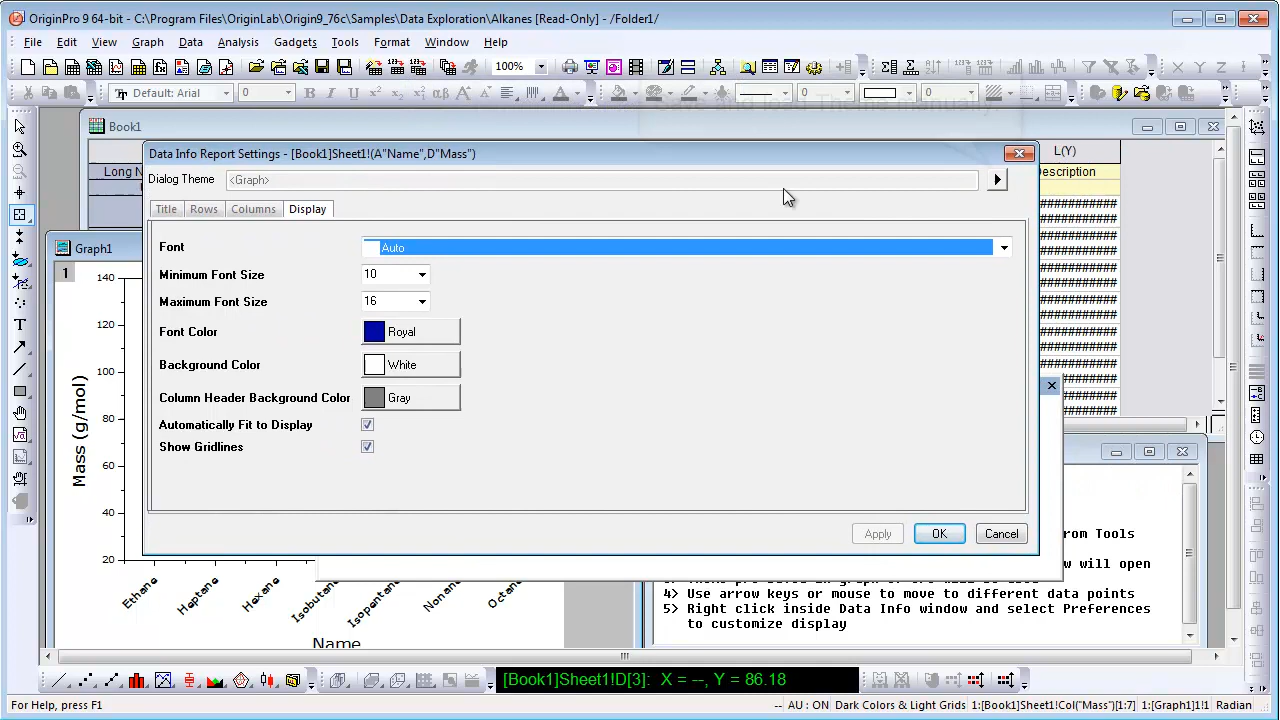 OriginPro 9 64-bit - C:\Program Files\OriginLab\Origin9_76c\Samples\Data Exploration\Alkanes [Read-Only] - /Folder1/
File Edit View Graph Data Analysis Gadgets Tools Format Window Help
100%
Default: Arial 0 0 0
and load Theme manually.
Book1
Long N
L(Y)
Description
###########
###########
###########
###########
###########
###########
###########
###########
###########
###########
###########
###########
###########
###########
Data Info Report Settings - [Book1]Sheet1!(A"Name",D"Mass")
Dialog Theme <Graph>
Title Rows Columns Display
Font Auto
Minimum Font Size 10
Maximum Font Size 16
Font Color Royal
Background Color White
Column Header Background Color Gray
Automatically Fit to Display
Show Gridlines
Apply OK Cancel
Graph1
1
140
120
100
80
60
40
20
Mass (g/mol)
Ethane Heptane Hexane Isobutane Isopentane Nonane Octane
Name
rom Tools
w will open
4> Use arrow keys or mouse to move to different data points
5> Right click inside Data Info window and select Preferences
to customize display
[Book1]Sheet1!D[3]: X = --, Y = 86.18
For Help, press F1
-- AU : ON Dark Colors & Light Grids 1:[Book1]Sheet1!Col("Mass")[1:7] 1:[Graph1]1!1 Radian